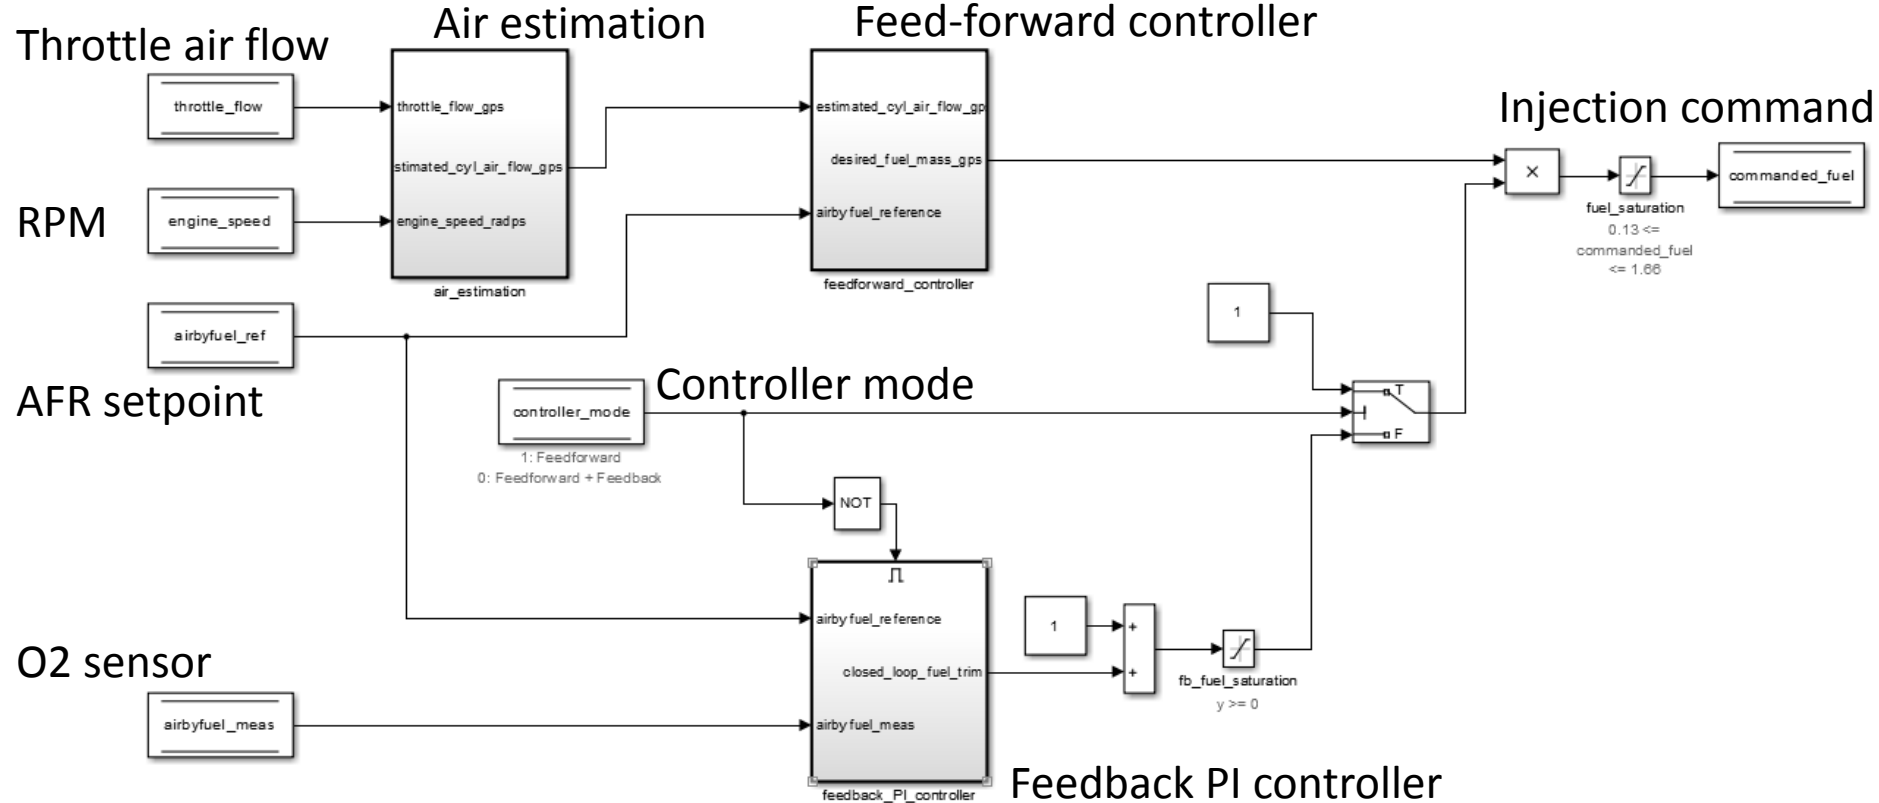 Throttle air flow
Air estimation
Feed-forward controller
throttle_flow
throttle_flow_gps
estimated_cyl_air_flow_gp
Injection command
stimated_cyl_air_flow_gps
desired_fuel_mass_gps
×
commanded_fuel
RPM
engine_speed
engine_speed_radps
airbyfuel_reference
fuel_saturation
0.13 <=
commanded_fuel
<= 1.66
air_estimation
feedforward_controller
airbyfuel_ref
1
AFR setpoint
Controller mode
controller_mode
T
F
1: Feedforward
0: Feedforward + Feedback
NOT
airbyfuel_reference
1
+
O2 sensor
closed_loop_fuel_trim
+
fb_fuel_saturation
y >= 0
airbyfuel_meas
airbyfuel_meas
feedback_PI_controller
Feedback PI controller